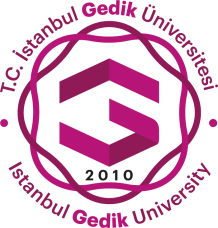 T.C. İstanbul Gedik Üniversitesi
G
2010
Istanbul Gedik University